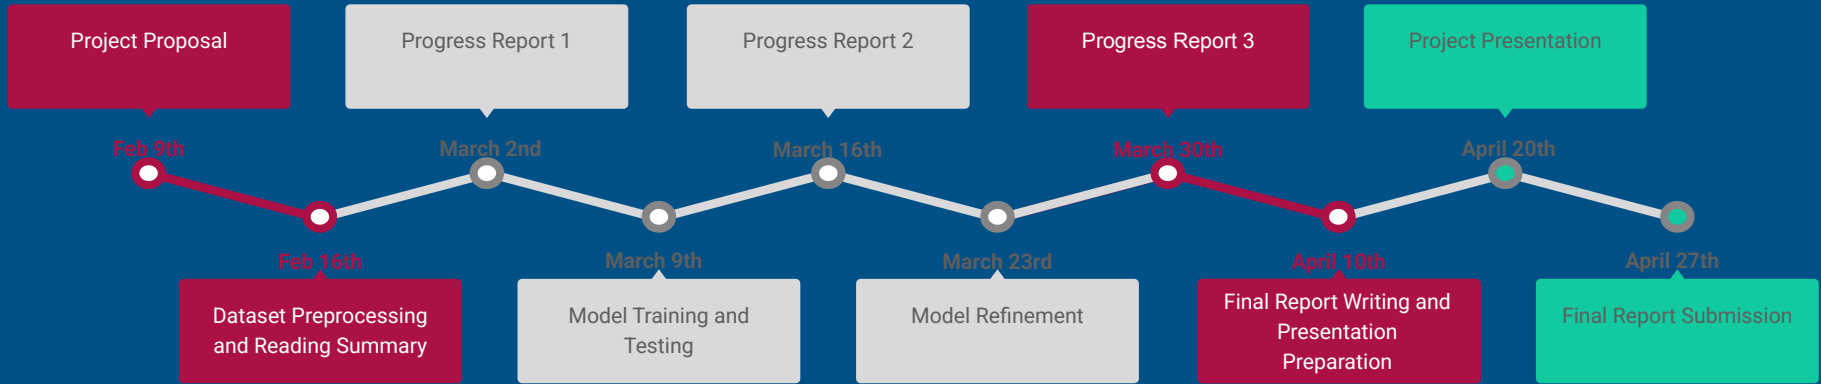 Project Proposal
Progress Report 1
Progress Report 2
Progress Report 3
Project Presentation
Feb 9th
March 2nd
March 16th
March 30th
April 20th
Feb 16th
March 9th
March 23rd
April 10th
April 27th
Dataset Preprocessing
and Reading Summary
Model Training and
Testing
Model Refinement
Final Report Writing and
Presentation
Preparation
Final Report Submission